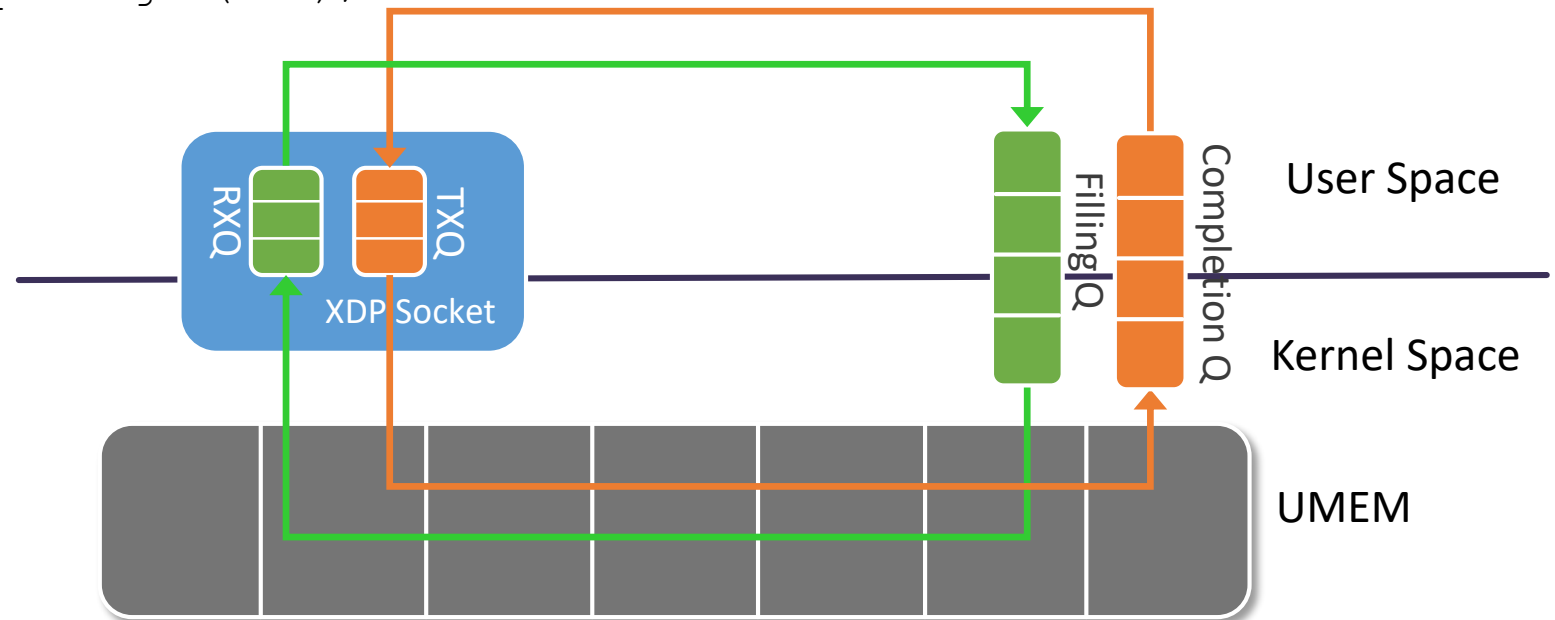 RXQ
TXQ
XDP Socket
Filling Q
Completion Q
User Space
Kernel Space
UMEM